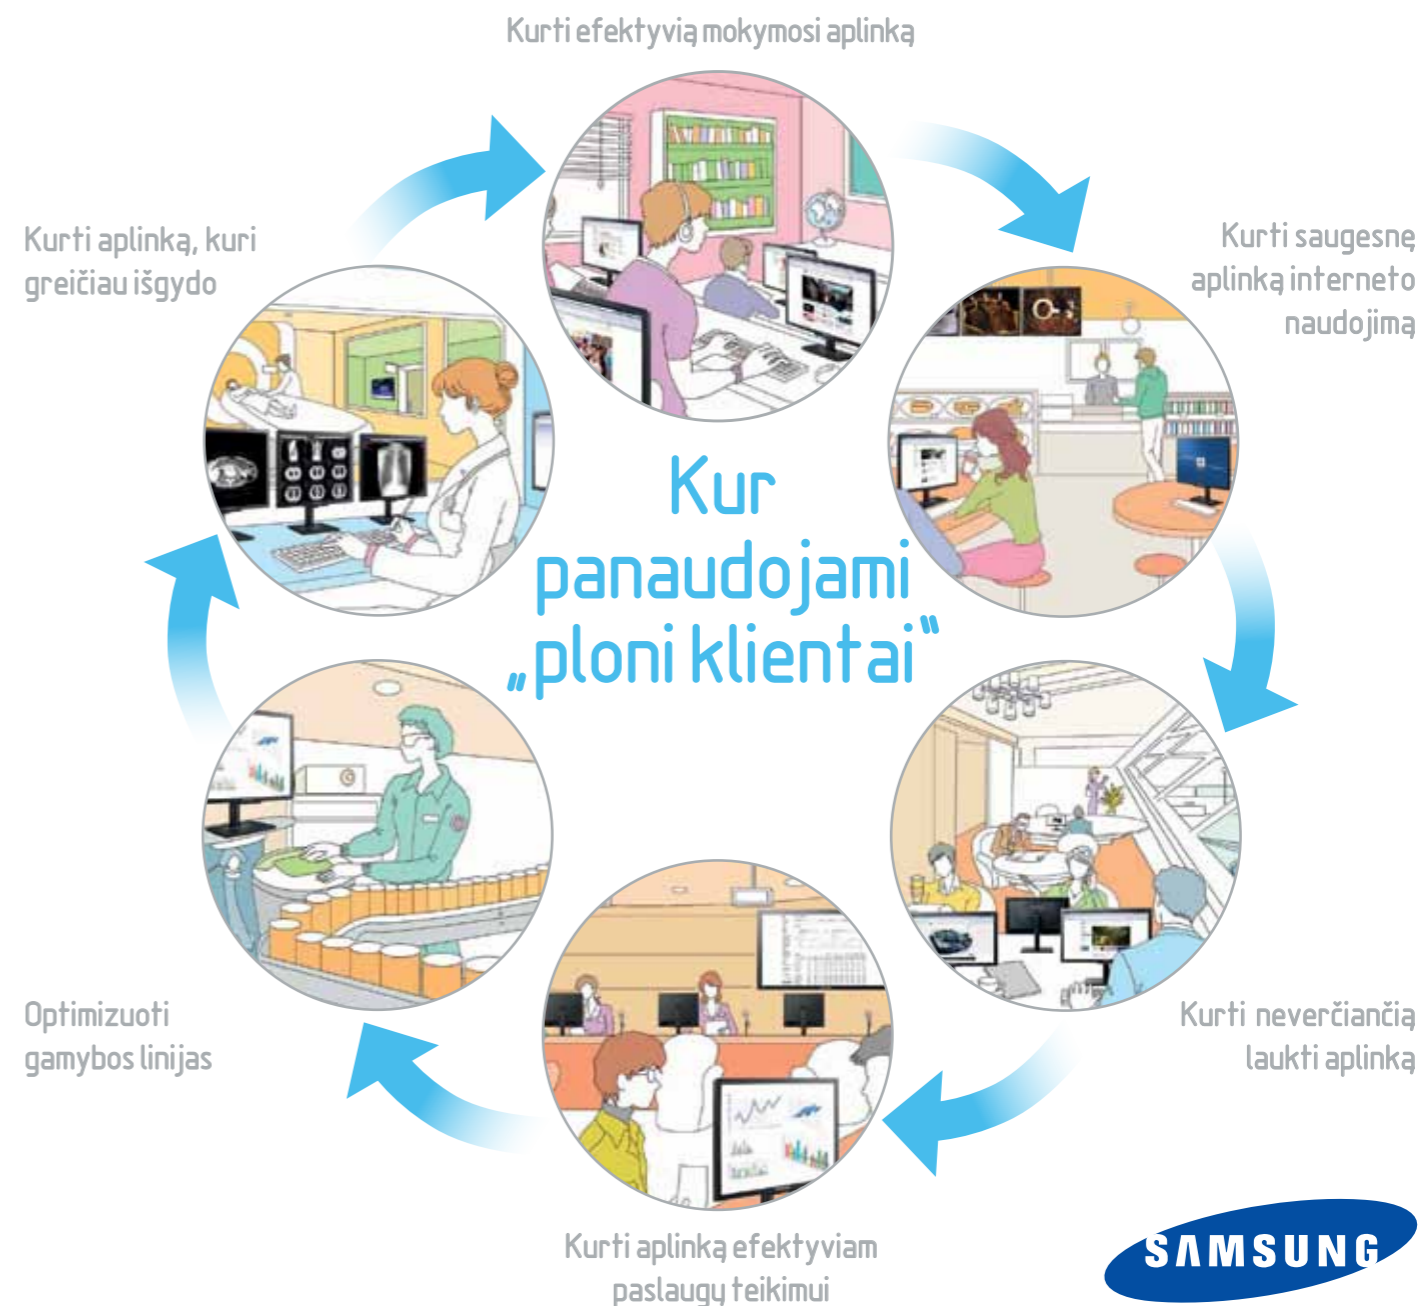 Kurti efektyvią mokymosi aplinką
Kurti aplinką, kuri
greičiau išgydo
Kurti saugesnę
aplinką interneto
naudojimą
Kur
panaudojami
„ploni klientai“
Optimizuoti
gamybos linijas
Kurti neverčiančią
laukti aplinką
Kurti aplinką efektyviam
paslaugų teikimui
SAMSUNG